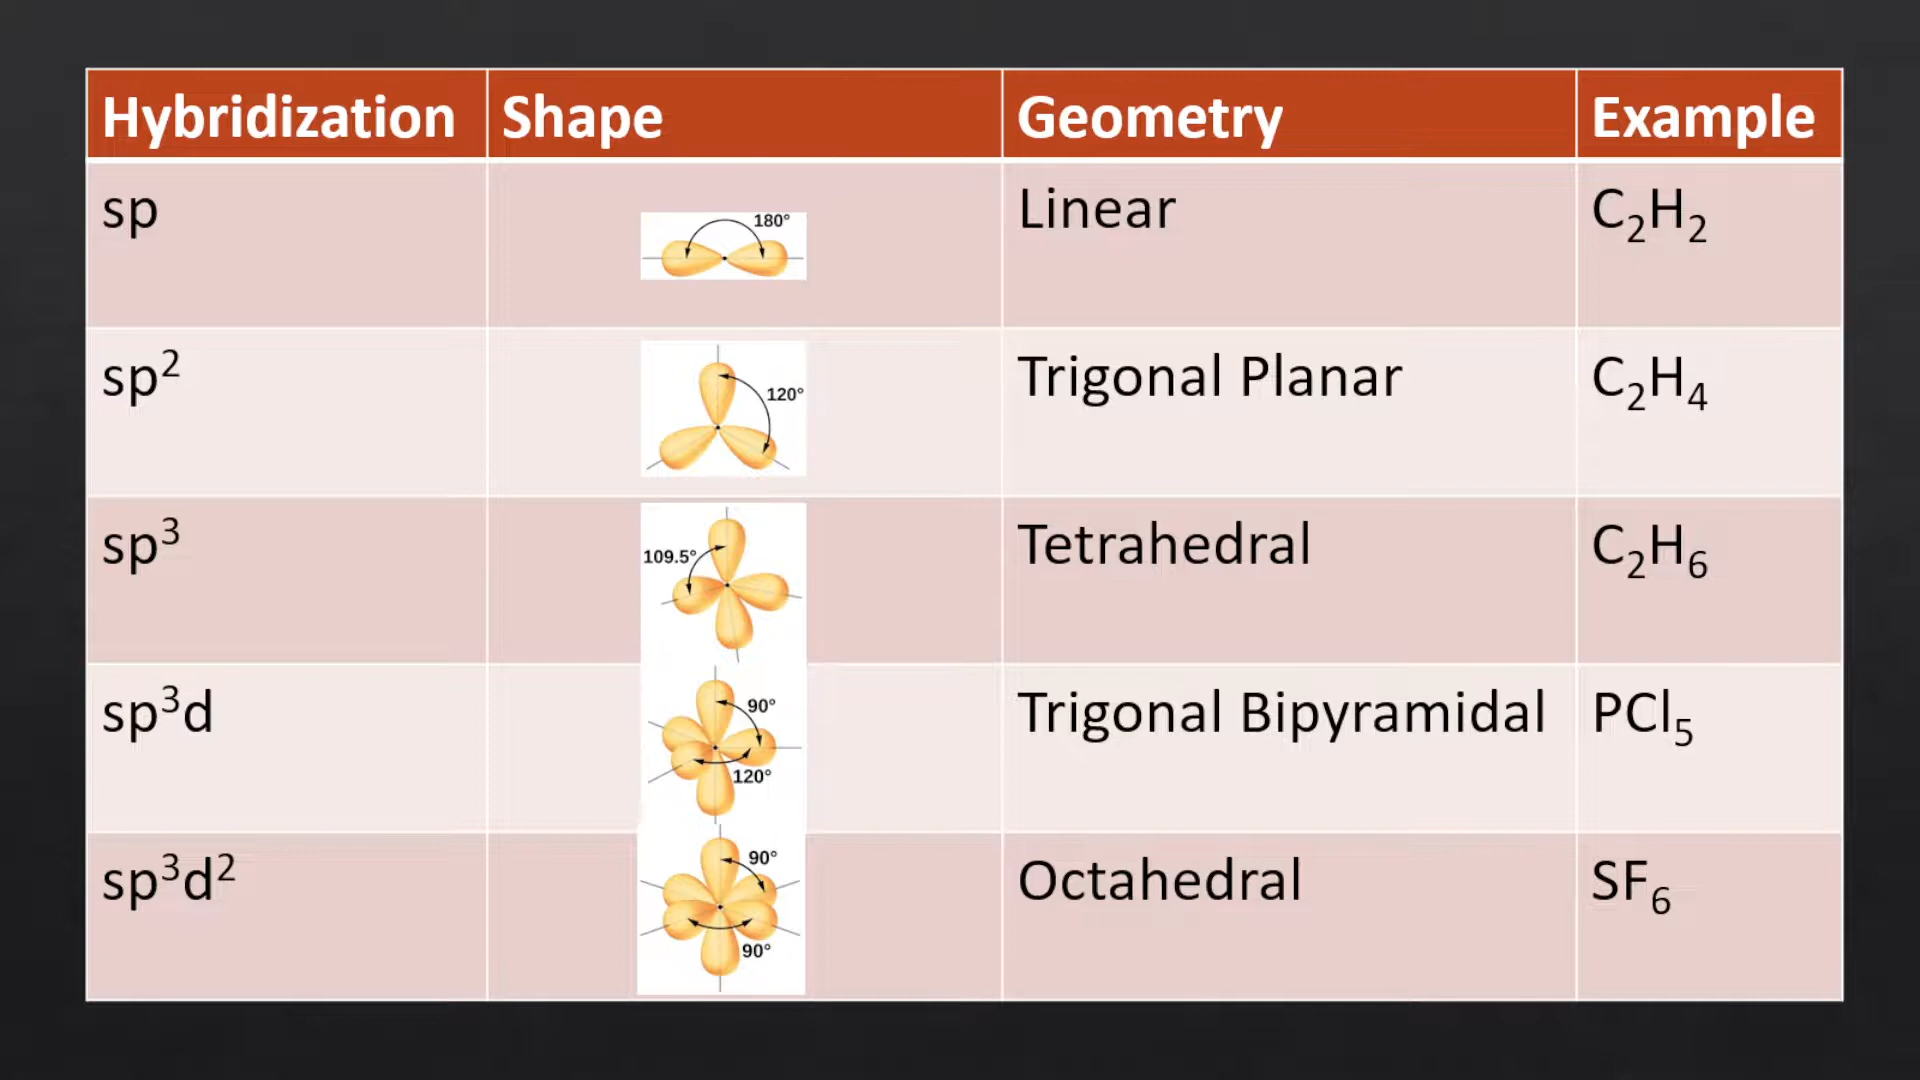 Hybridization Shape Geometry Example
sp 180° Linear C₂H₂
sp² 120° Trigonal Planar C₂H₄
sp³ 109.5° Tetrahedral C₂H₆
sp³d 90° 120° Trigonal Bipyramidal PCl₅
sp³d² 90° 90° Octahedral SF₆